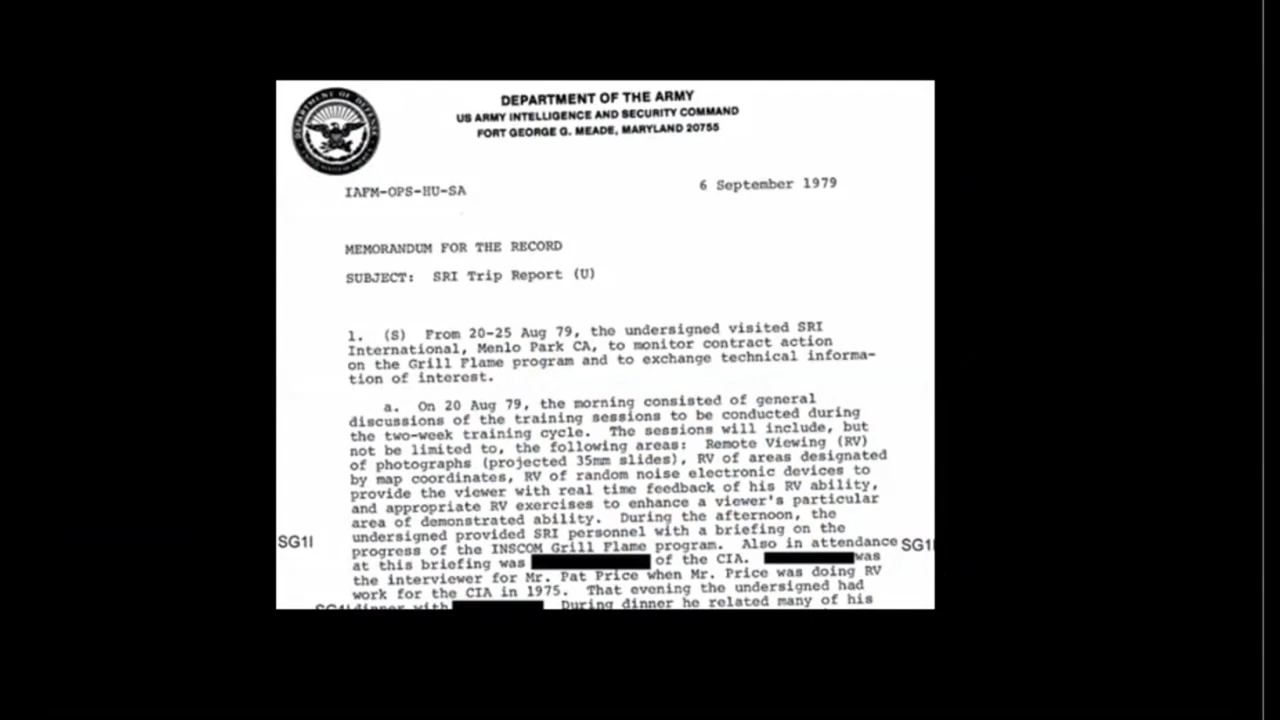 DEPARTMENT OF THE ARMY
US ARMY INTELLIGENCE AND SECURITY COMMAND
FORT GEORGE G. MEADE, MARYLAND 20755
IAFM-OPS-HU-SA
6 September 1979
MEMORANDUM FOR THE RECORD
SUBJECT: SRI Trip Report (U)
1. (S) From 20-25 Aug 79, the undersigned visited SRI
International, Menlo Park CA, to monitor contract action
on the Grill Flame program and to exchange technical informa-
tion of interest.
a. On 20 Aug 79, the morning consisted of general
discussions of the training sessions to be conducted during
the two-week training cycle. The sessions will include, but
not be limited to, the following areas: Remote Viewing (RV)
of photographs (projected 35mm slides), RV of areas designated
by map coordinates, RV of random noise electronic devices to
provide the viewer with real time feedback of his RV ability,
and appropriate RV exercises to enhance a viewer's particular
area of demonstrated ability. During the afternoon, the
undersigned provided SRI personnel with a briefing on the
SG1I
progress of the INSCOM Grill Flame program. Also in attendance
SG1I
at this briefing was of the CIA. was
the interviewer for Mr. Pat Price when Mr. Price was doing RV
work for the CIA in 1975. That evening the undersigned had
dinner with During dinner he related many of his